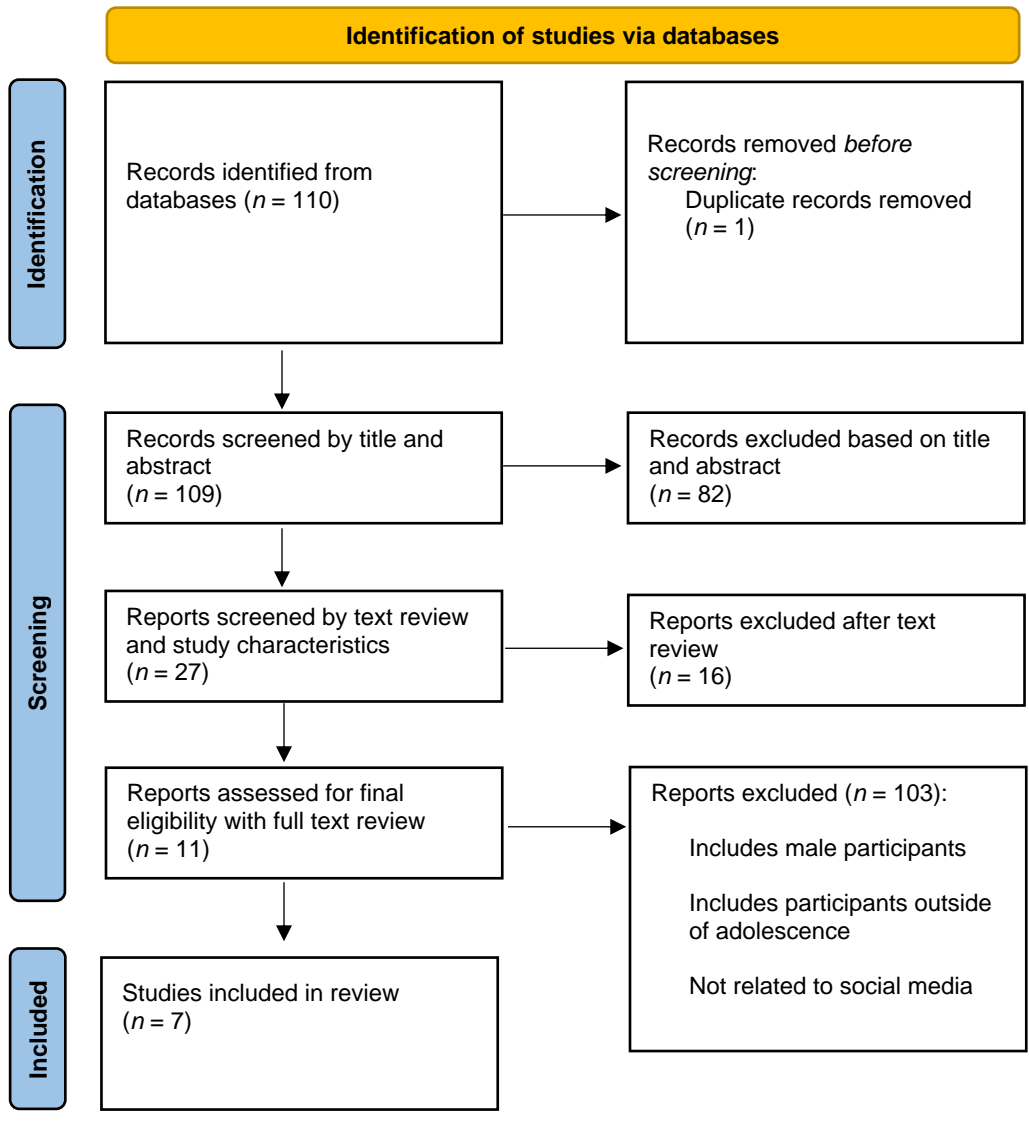 Identification of studies via databases
Identification
Records identified from
databases (n = 110)
Records removed before
screening:
Duplicate records removed
(n = 1)
Screening
Records screened by title and
abstract
(n = 109)
Records excluded based on title
and abstract
(n = 82)
Reports screened by text review
and study characteristics
(n = 27)
Reports excluded after text
review
(n = 16)
Reports assessed for final
eligibility with full text review
(n = 11)
Reports excluded (n = 103):
Includes male participants
Includes participants outside
of adolescence
Not related to social media
Included
Studies included in review
(n = 7)